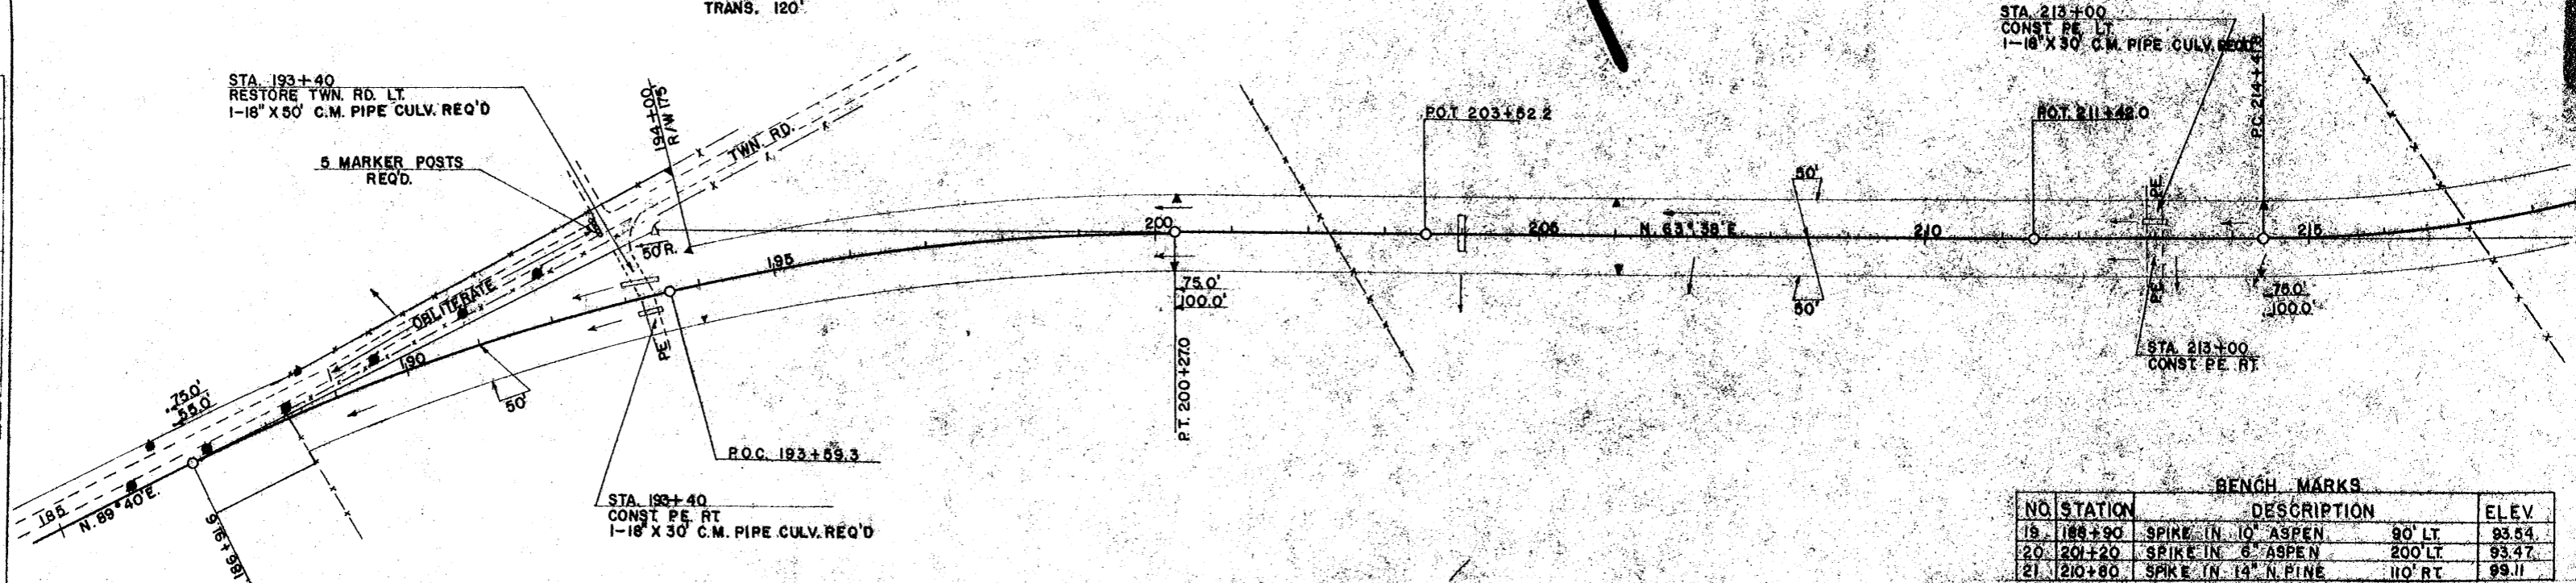 TRANS. 120'
STA. 193+40
RESTORE TWN. RD. LT.
1-18" X 50' C.M. PIPE CULV. REQ'D
5 MARKER POSTS
REQ'D.
194+00
R/W 175'
TWN. RD.
50' R.
OBLITERATE
75.0'
55.0'
185
N. 89° 40' E.
190
50'
PE
195
P.O.C. 193+59.3
STA. 193+40
CONST. PE. RT.
1-18" X 30' C.M. PIPE CULV. REQ'D
200
75.0'
100.0'
P.T. 200+27.0
P.O.T. 203+52.2
205
N. 63° 38' E.
50'
50'
210
P.O.T. 211+42.0
STA. 213+00
CONST PE. LT.
1-18" X 30' C.M. PIPE CULV. REQ'D
PE
PE
215
75.0'
100.0'
STA. 213+00
CONST. PE. RT.
BENCH MARKS
NO. STATION DESCRIPTION ELEV.
19 188+90 SPIKE IN 10" ASPEN 90' LT. 93.54
20 201+20 SPIKE IN 6" ASPEN 200' LT. 93.47
21 210+60 SPIKE IN 14" N. PINE 110' RT. 99.11